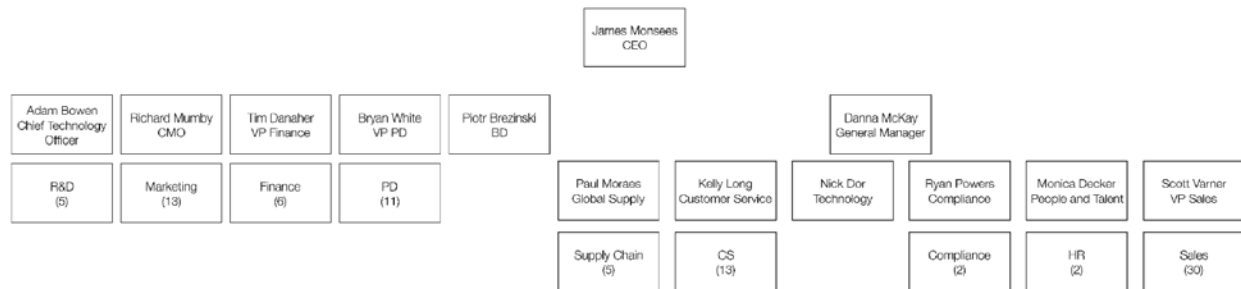 James Monsees
CEO
Adam Bowen
Chief Technology
Officer
Richard Mumby
CMO
Tim Danaher
VP Finance
Bryan White
VP PD
Piotr Brezinski
BD
Danna McKay
General Manager
R&D
(5)
Marketing
(13)
Finance
(6)
PD
(11)
Paul Moraes
Global Supply
Kelly Long
Customer Service
Nick Dor
Technology
Ryan Powers
Compliance
Monica Decker
People and Talent
Scott Varner
VP Sales
Supply Chain
(5)
CS
(13)
Compliance
(2)
HR
(2)
Sales
(30)